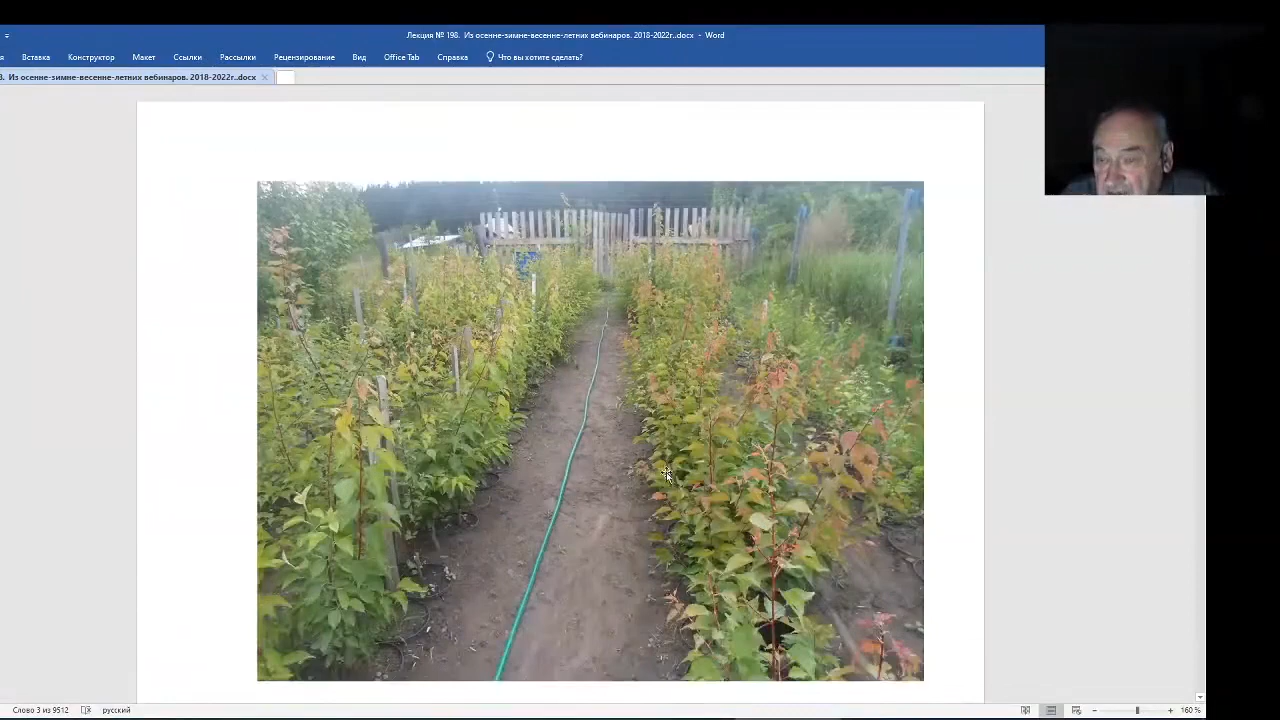 Лекция № 198. Из осенне-зимне-весенне-летних вебинаров. 2018-2022г..docx - Word
Вставка Конструктор Макет Ссылки Рассылки Рецензирование Вид Office Tab Справка Что вы хотите сделать?
Из осенне-зимне-весенне-летних вебинаров. 2018-2022г..docx
Слово 3 из 9512 русский 160 %